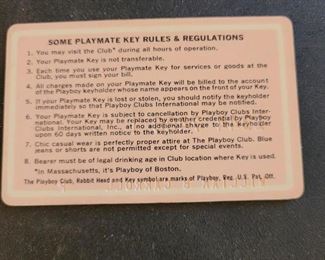 SOME PLAYMATE KEY RULES & REGULATIONS
1. You may visit the Club* during all hours of operation.
2. Your Playmate Key is not transferable.
3. Each time you use your Playmate Key for services or goods at the
Club, you must sign your bill.
4. All charges made on your Playmate Key will be billed to the account
of the Playboy keyholder whose name appears on the front of your Key.
5. If your Playmate Key is lost or stolen, you should notify the keyholder
immediately so that Playboy Clubs International may be notified.
6. Your Playmate Key is subject to cancellation by Playboy Clubs Inter-
national. Your Key may be replaced by another credential by Playboy
Clubs International, Inc., at no additional charge to the keyholder
upon 60 days written notice to the keyholder.
7. Chic casual wear is perfectly proper attire at The Playboy Club. Blue
jeans or shorts are not permitted except for special events.
8. Bearer must be of legal drinking age in Club location where Key is used.
*In Massachusetts, it's Playboy of Boston.
The Playboy Club, Rabbit Head and Key symbol are marks of Playboy, Reg. U.S. Pat. Off.